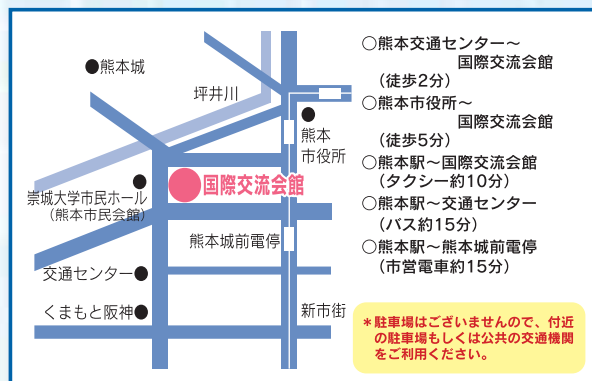 ●熊本城
坪井川
熊本
市役所
国際交流会館
崇城大学市民ホール
（熊本市民会館）
熊本城前電停
交通センター
くまもと阪神
新市街
○熊本交通センター～
国際交流会館
（徒歩2分）
○熊本市役所～
国際交流会館
（徒歩5分）
○熊本駅～国際交流会館
（タクシー約10分）
○熊本駅～交通センター
（バス約15分）
○熊本駅～熊本城前電停
（市営電車約15分）
＊駐車場はございませんので、付近
の駐車場もしくは公共の交通機関
をご利用ください。